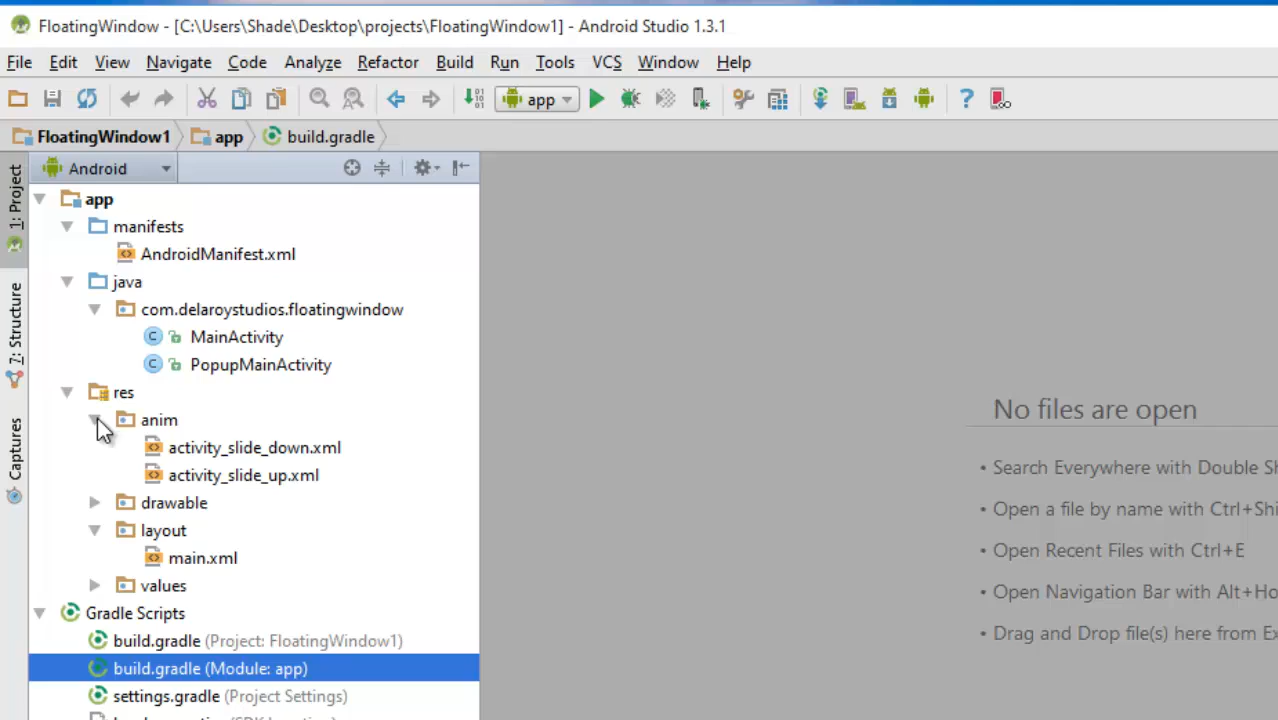 FloatingWindow - [C:\Users\Shade\Desktop\projects\FloatingWindow1] - Android Studio 1.3.1
File Edit View Navigate Code Analyze Refactor Build Run Tools VCS Window Help
app
FloatingWindow1 app build.gradle
1: Project
7: Structure
Captures
Android
app
manifests
AndroidManifest.xml
java
com.delaroystudios.floatingwindow
MainActivity
PopupMainActivity
res
anim
activity_slide_down.xml
activity_slide_up.xml
drawable
layout
main.xml
values
Gradle Scripts
build.gradle (Project: FloatingWindow1)
build.gradle (Module: app)
settings.gradle (Project Settings)
No files are open
• Search Everywhere with Double Sh
• Open a file by name with Ctrl+Shi
• Open Recent Files with Ctrl+E
• Open Navigation Bar with Alt+Ho
• Drag and Drop file(s) here from Ex